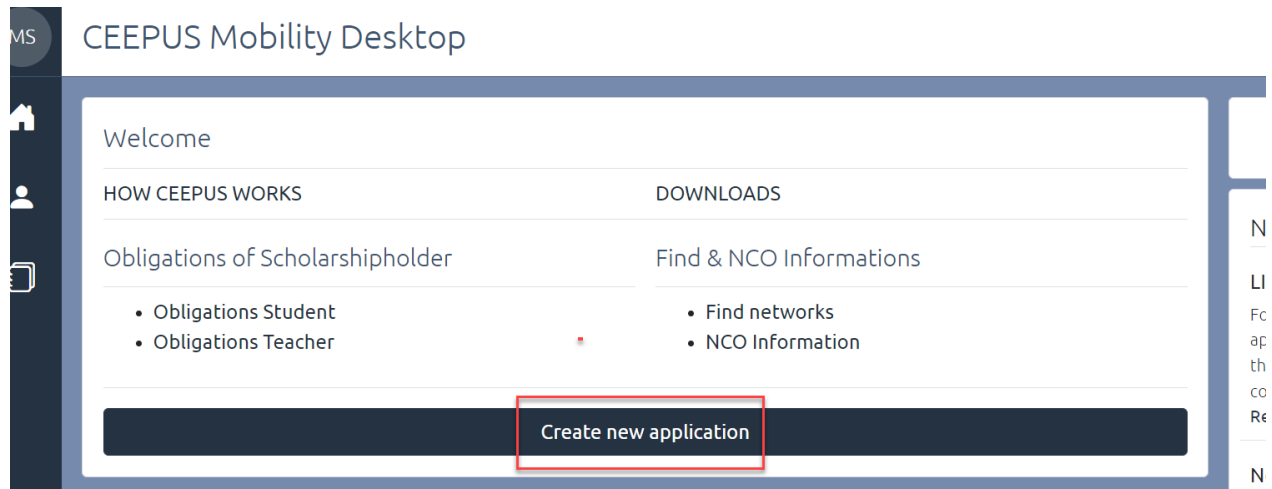 MS
CEEPUS Mobility Desktop
Welcome
HOW CEEPUS WORKS
DOWNLOADS
Obligations of Scholarshipholder
Find & NCO Informations
• Obligations Student
• Find networks
• Obligations Teacher
• NCO Information
Create new application